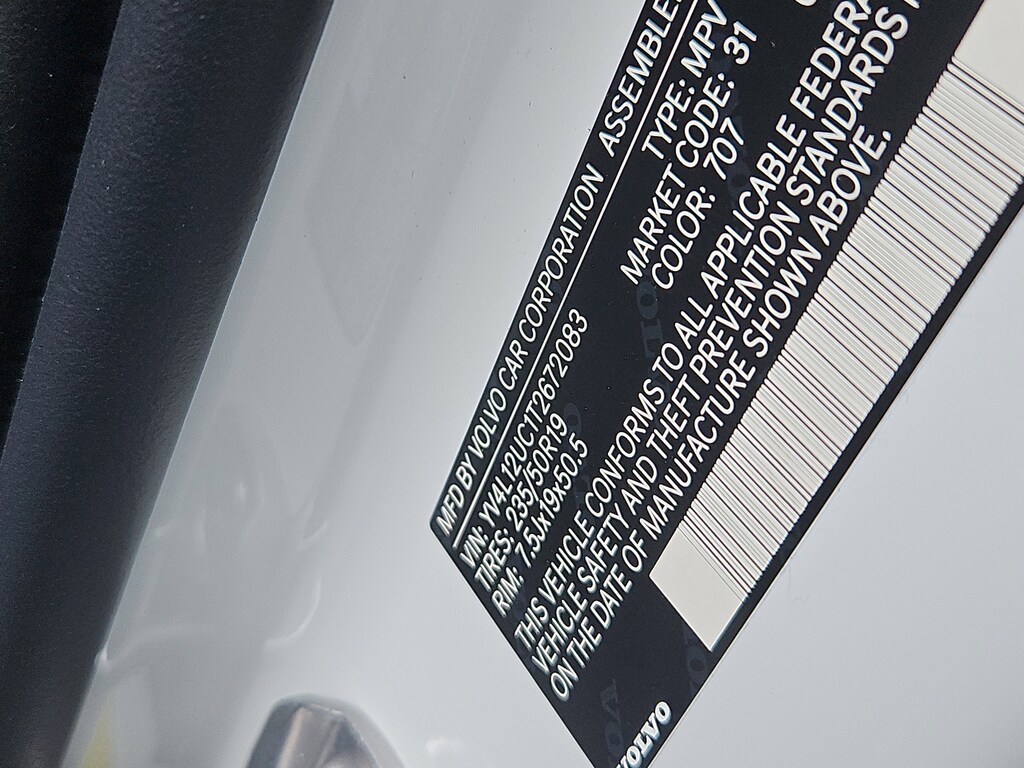 MFD BY VOLVO CAR CORPORATION ASSEMBLE
VIN: YV4L12UC1T2672083 TYPE: MPV
TIRES: 235/50R19 MARKET CODE: 31
RIM: 7.5Jx19x50.5 COLOR: 707
THIS VEHICLE CONFORMS TO ALL APPLICABLE FEDERA
VEHICLE SAFETY AND THEFT PREVENTION STANDARDS
ON THE DATE OF MANUFACTURE SHOWN ABOVE.
VOLVO